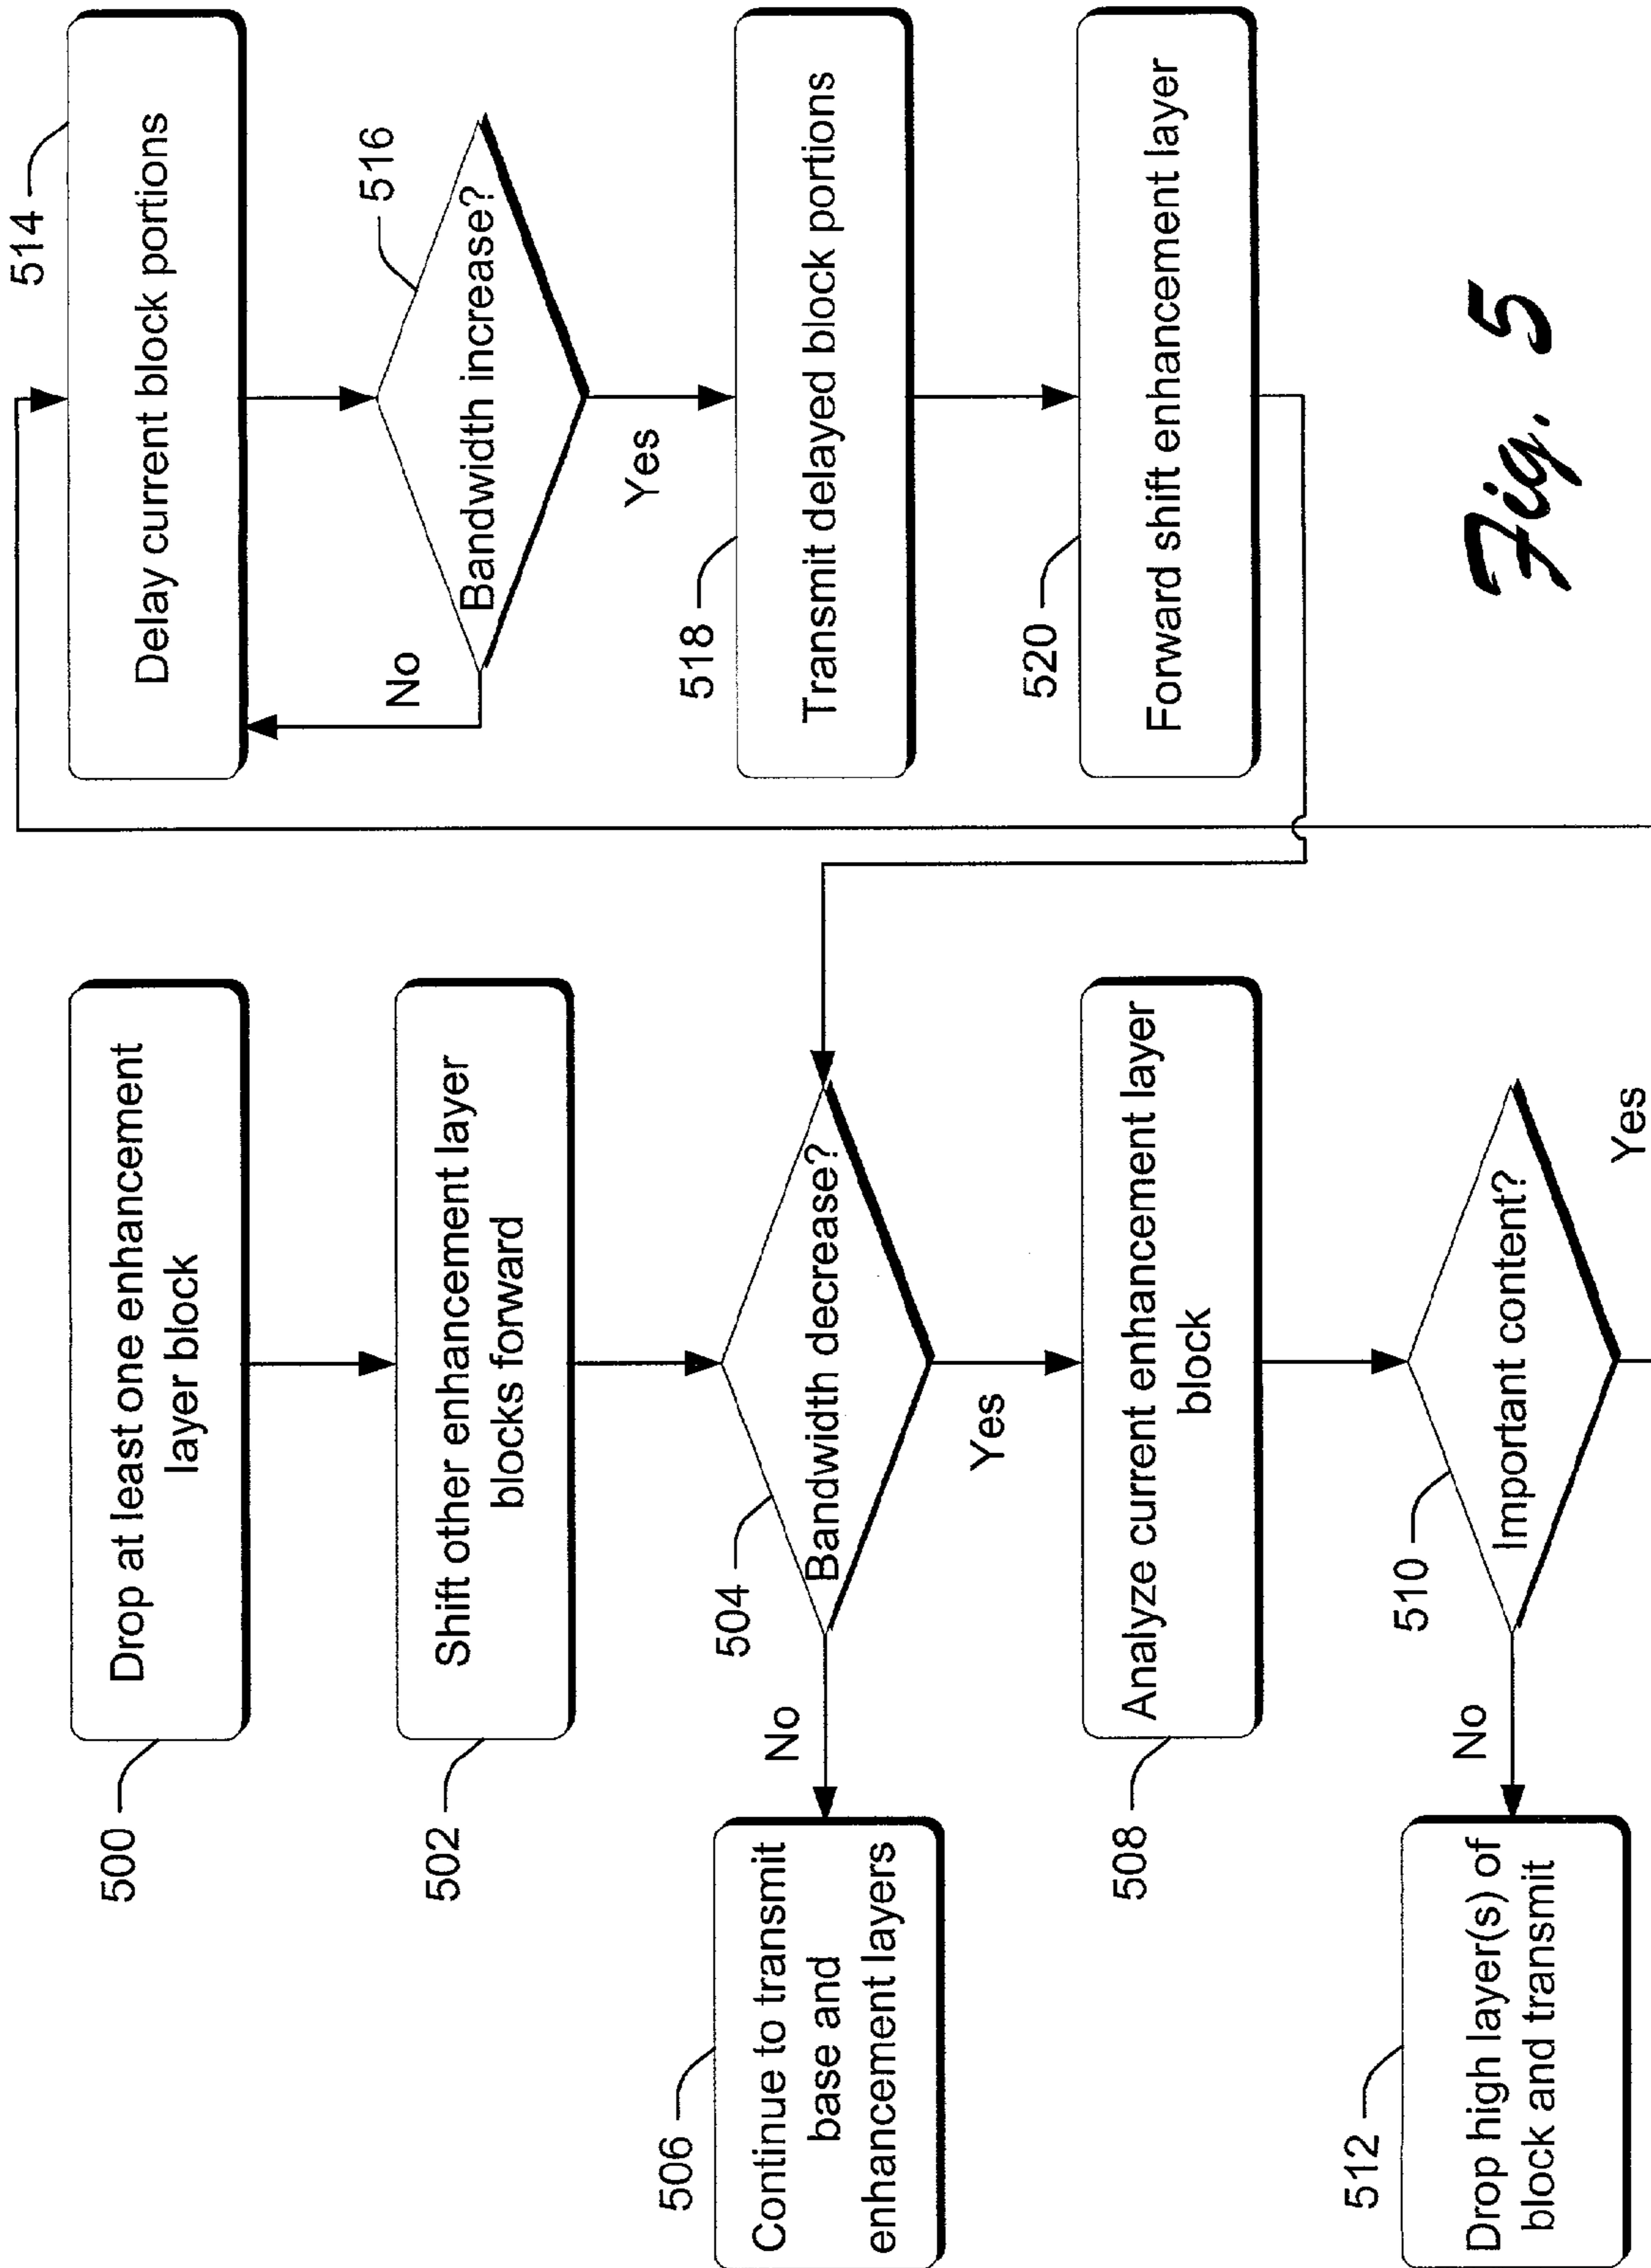 500
Drop at least one enhancement
layer block
502
Shift other enhancement layer
blocks forward
504
Bandwidth decrease?
No
Yes
506
Continue to transmit
base and
enhancement layers
508
Analyze current enhancement layer
block
510
Important content?
No
Yes
512
Drop high layer(s) of
block and transmit
514
Delay current block portions
516
Bandwidth increase?
No
Yes
518
Transmit delayed block portions
520
Forward shift enhancement layer
Fig. 5